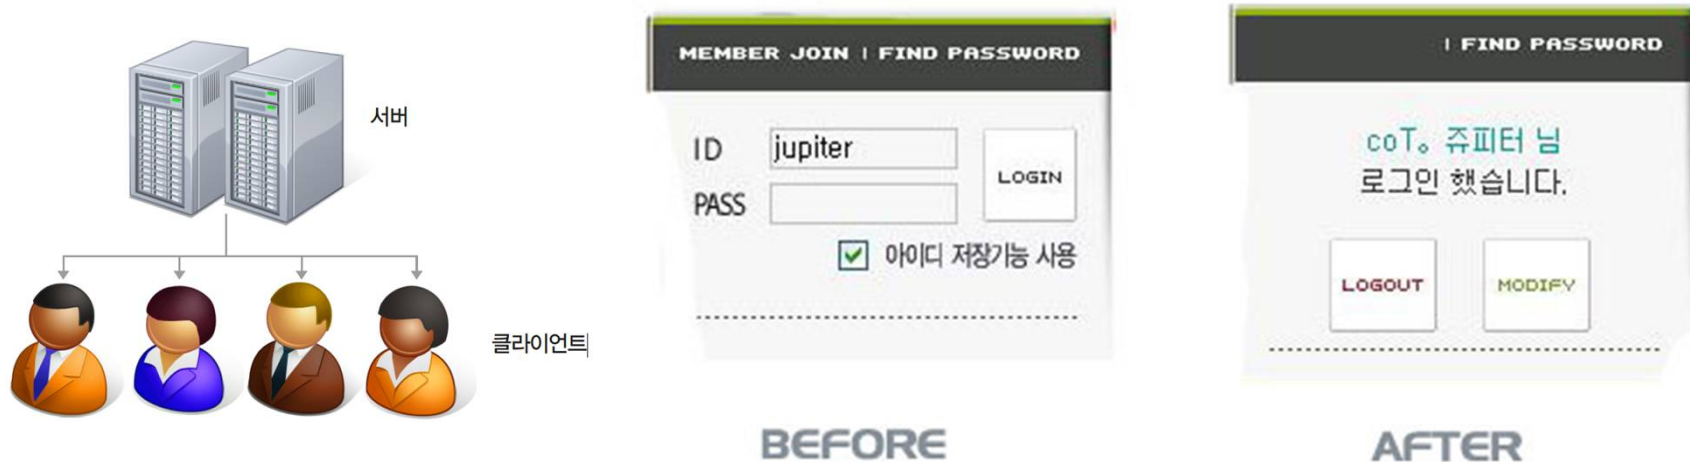 서버
클라이언트
MEMBER JOIN | FIND PASSWORD
ID
jupiter
PASS
LOGIN
아이디 저장기능 사용
BEFORE
| FIND PASSWORD
coT。 쥬피터 님
로그인 했습니다.
LOGOUT
MODIFY
AFTER